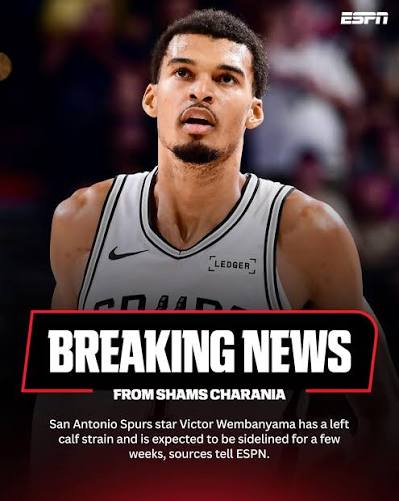 ESPN
LEDGER
SPURS
BREAKING NEWS
FROM SHAMS CHARANIA
San Antonio Spurs star Victor Wembanyama has a left
calf strain and is expected to be sidelined for a few
weeks, sources tell ESPN.